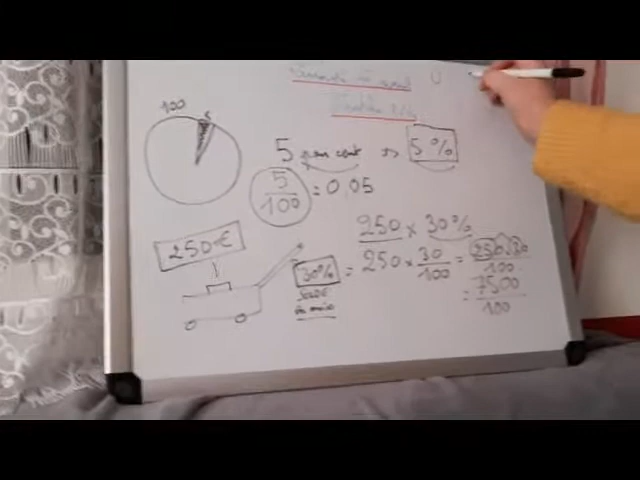 100
5
5 pour cent => 5 %
5/100 = 0,05
250 €
30%
250 × 30%
= 250 × 30/100 = 250×30/100
= 7500/100